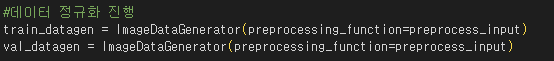 #데이터 정규화 진행
train_datagen = ImageDataGenerator(preprocessing_function=preprocess_input)
val_datagen = ImageDataGenerator(preprocessing_function=preprocess_input)